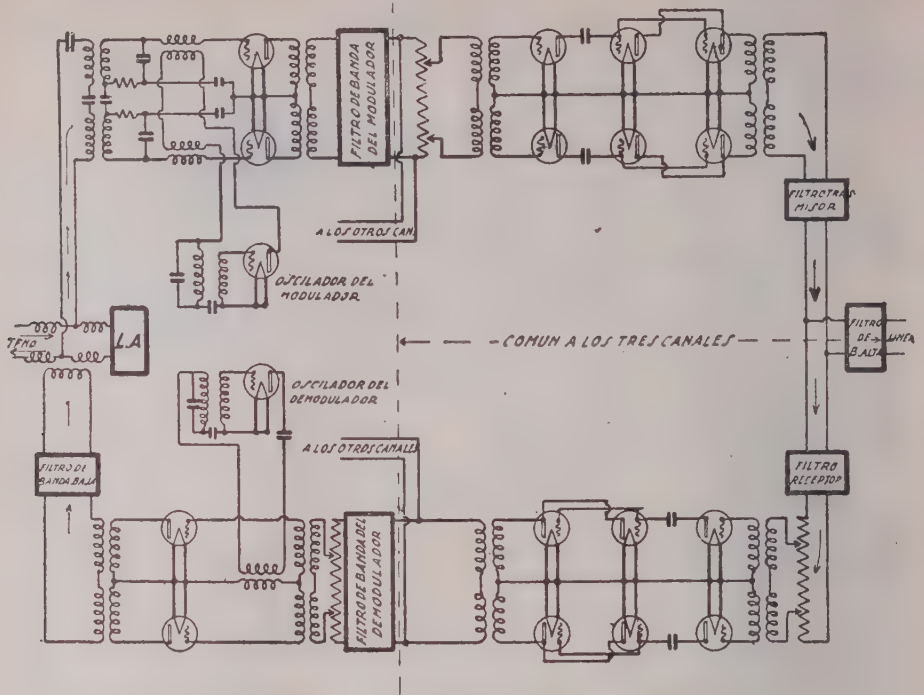 FILTRO DE BANDA
DEL MODULADOR
A LOS OTROS CAN.
FILTRO TRAS
MISOR
OSCILADOR DEL
MODULADOR
TFNO
L.A
COMUN A LOS TRES CANALES
FILTRO
DE
B.ALTA
LINEA
OSCILADOR DEL
DEMODULADOR
A LOS OTROS CANALES
FILTRO DE
BANDA BAJA
FILTRO
RECEPTOR
FILTRO DE BANDA DEL
DEMODULADOR